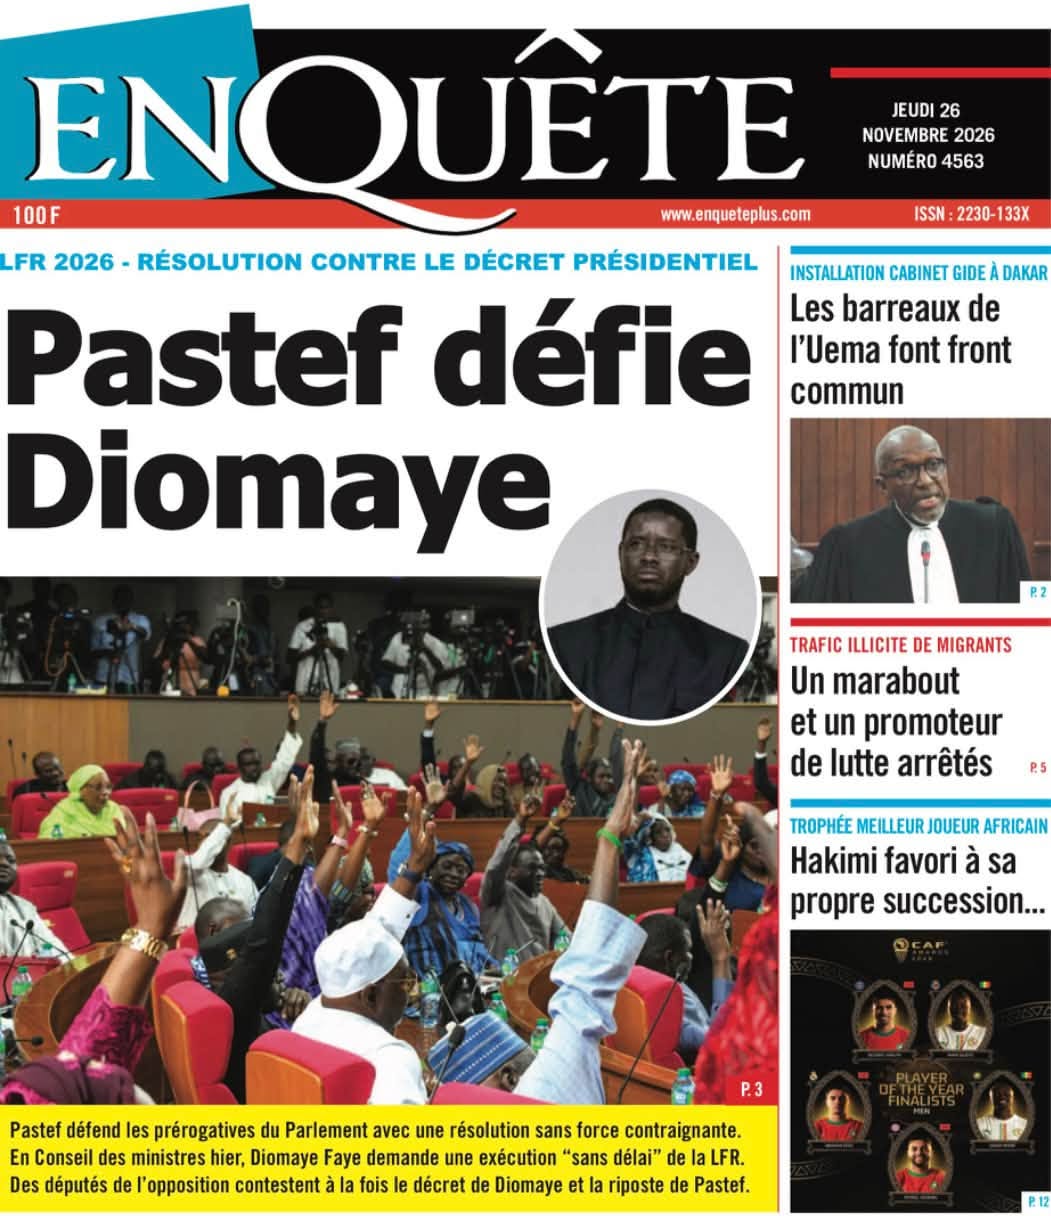 ENQUÊTE
JEUDI 26
NOVEMBRE 2026
NUMÉRO 4563
100 F
www.enqueteplus.com
ISSN : 2230-133X
LFR 2026 - RÉSOLUTION CONTRE LE DÉCRET PRÉSIDENTIEL
Pastef défie
Diomaye
P. 3
Pastef défend les prérogatives du Parlement avec une résolution sans force contraignante.
En Conseil des ministres hier, Diomaye Faye demande une exécution “sans délai” de la LFR.
Des députés de l’opposition contestent à la fois le décret de Diomaye et la riposte de Pastef.
INSTALLATION CABINET GIDE À DAKAR
Les barreaux de
l’Uema font front
commun
P. 2
TRAFIC ILLICITE DE MIGRANTS
Un marabout
et un promoteur
de lutte arrêtés
P. 5
TROPHÉE MEILLEUR JOUEUR AFRICAIN
Hakimi favori à sa
propre succession...
CAF
AWARDS
PLAYER
OF THE YEAR
FINALISTS
MEN
P. 12